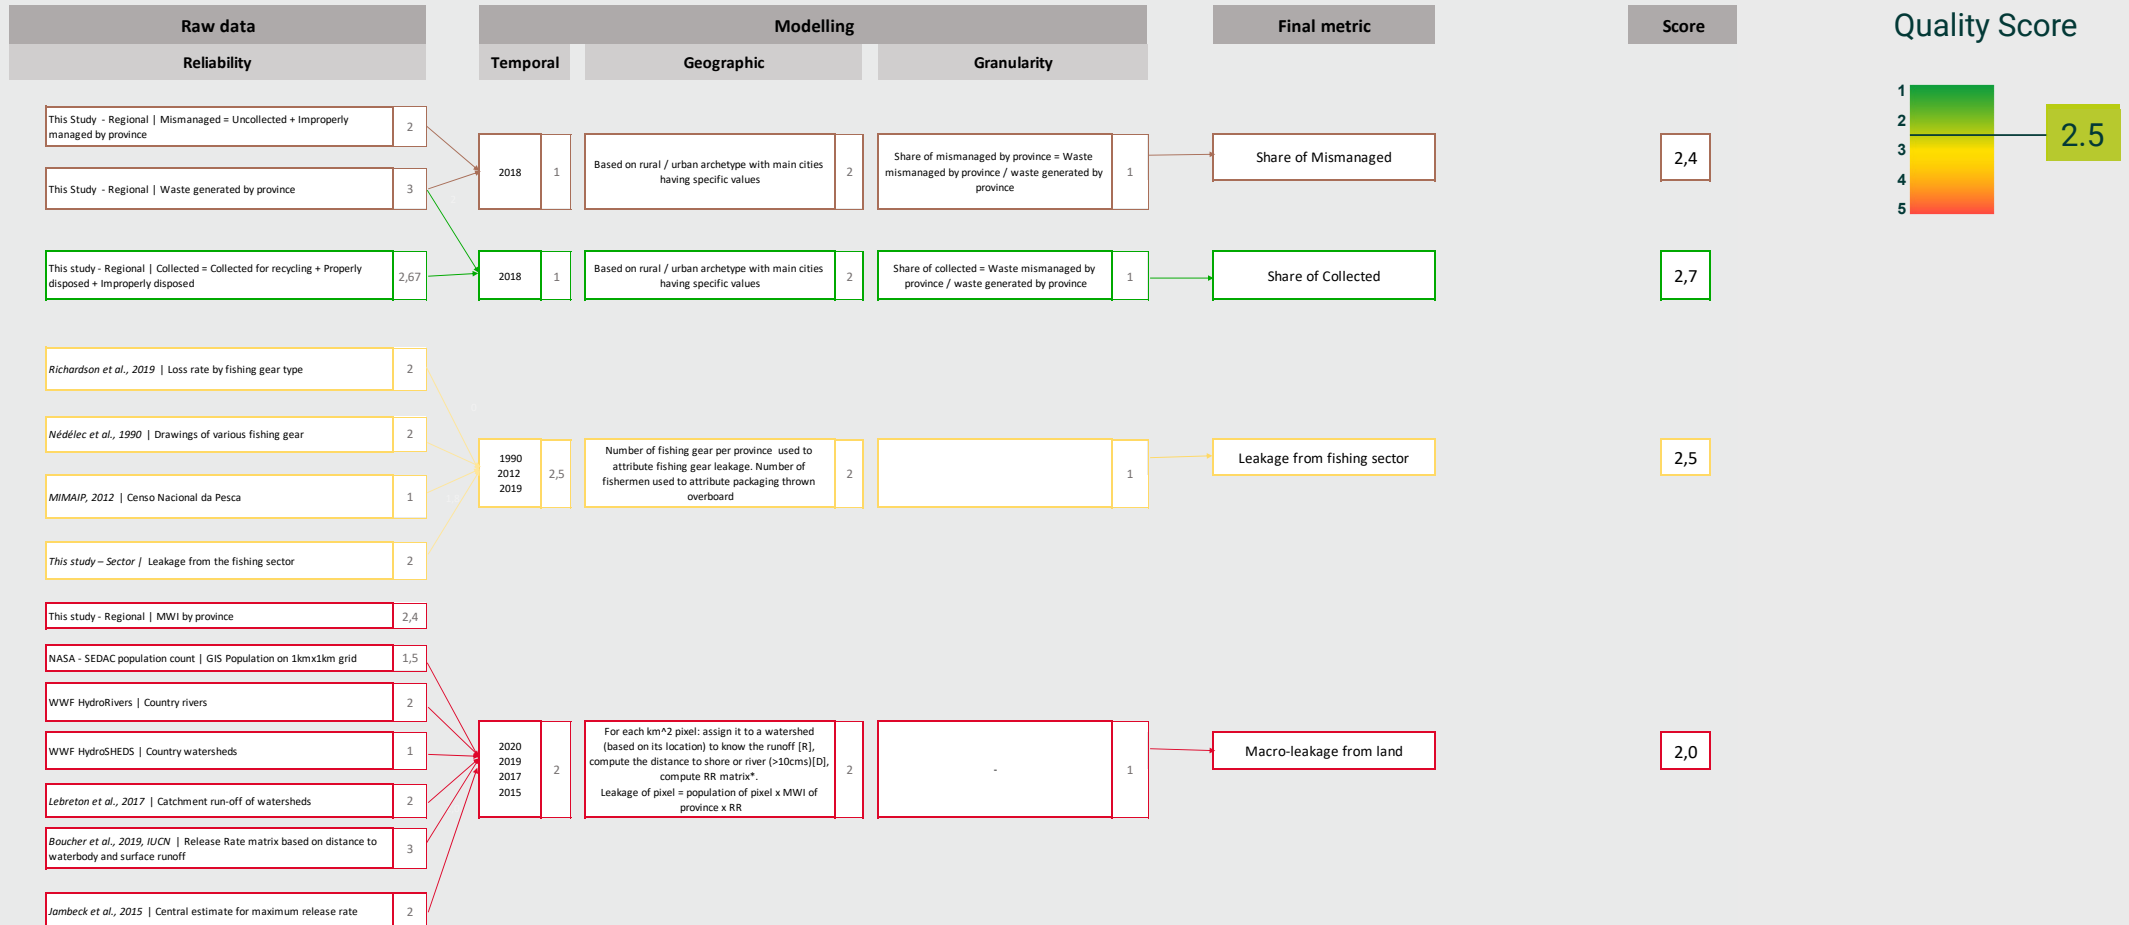 Raw data
Modelling
Final metric
Score
Quality Score
Reliability
Temporal
Geographic
Granularity
This Study - Regional | Mismanaged = Uncollected + Improperly
managed by province
2
This Study - Regional | Waste generated by province
3
2018
1
Based on rural / urban archetype with main cities
having specific values
2
Share of mismanaged by province = Waste
mismanaged by province / waste generated by
province
1
Share of Mismanaged
2,4
1
2
3
4
5
2.5
This study - Regional | Collected = Collected for recycling + Properly
disposed + Improperly disposed
2,67
2018
1
Based on rural / urban archetype with main cities
having specific values
2
Share of collected = Waste mismanaged by
province / waste generated by province
1
Share of Collected
2,7
Richardson et al., 2019 | Loss rate by fishing gear type
2
Nédélec et al., 1990 | Drawings of various fishing gear
2
MIMAIP, 2012 | Censo Nacional da Pesca
1
This study – Sector | Leakage from the fishing sector
2
1990
2012
2019
2,5
Number of fishing gear per province used to
attribute fishing gear leakage. Number of
fishermen used to attribute packaging thrown
overboard
2
1
Leakage from fishing sector
2,5
This study - Regional | MWI by province
2,4
NASA - SEDAC population count | GIS Population on 1kmx1km grid
1,5
WWF HydroRivers | Country rivers
2
WWF HydroSHEDS | Country watersheds
1
Lebreton et al., 2017 | Catchment run-off of watersheds
2
Boucher et al., 2019, IUCN | Release Rate matrix based on distance to
waterbody and surface runoff
3
Jambeck et al., 2015 | Central estimate for maximum release rate
2
2020
2019
2017
2015
2
For each km^2 pixel: assign it to a watershed
(based on its location) to know the runoff [R],
compute the distance to shore or river (>10cms)[D],
compute RR matrix*.
Leakage of pixel = population of pixel x MWI of
province x RR
2
-
1
Macro-leakage from land
2,0